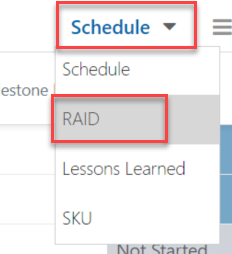 Schedule
Schedule
estone
RAID
Lessons Learned
SKU
Not Started